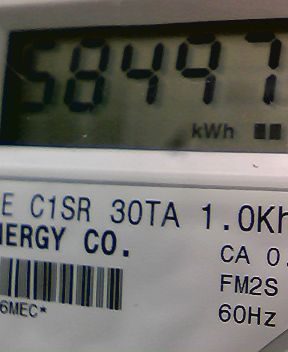 58497
kWh
E C1SR 30TA 1.0Kh
NERGY CO.
CA 0.
FM2S
6MEC*
60Hz